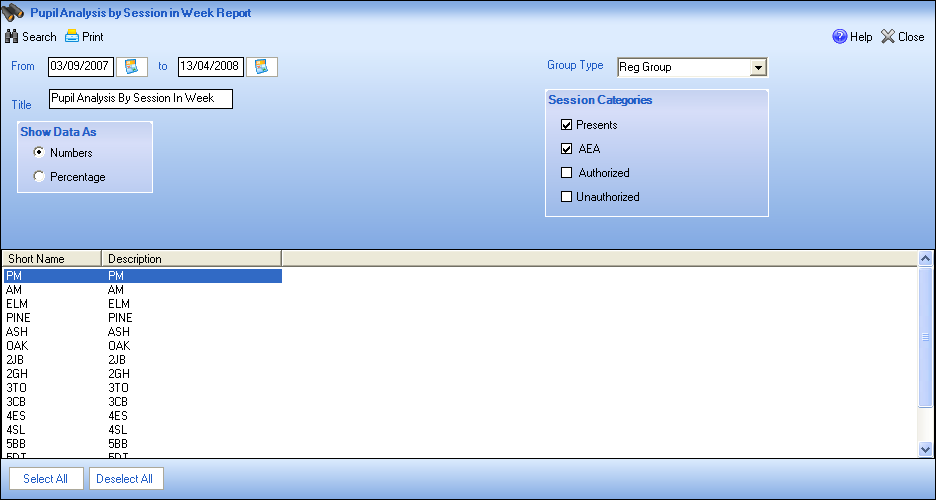 Pupil Analysis by Session in Week Report
Search Print Help Close
From 03/09/2007 to 13/04/2008 Group Type Reg Group
Title Pupil Analysis By Session In Week
Show Data As
Numbers
Percentage
Session Categories
Presents
AEA
Authorized
Unauthorized
Short Name Description
PM PM
AM AM
ELM ELM
PINE PINE
ASH ASH
OAK OAK
2JB 2JB
2GH 2GH
3TO 3TO
3CB 3CB
4ES 4ES
4SL 4SL
5BB 5BB
5DT 5DT
Select All Deselect All